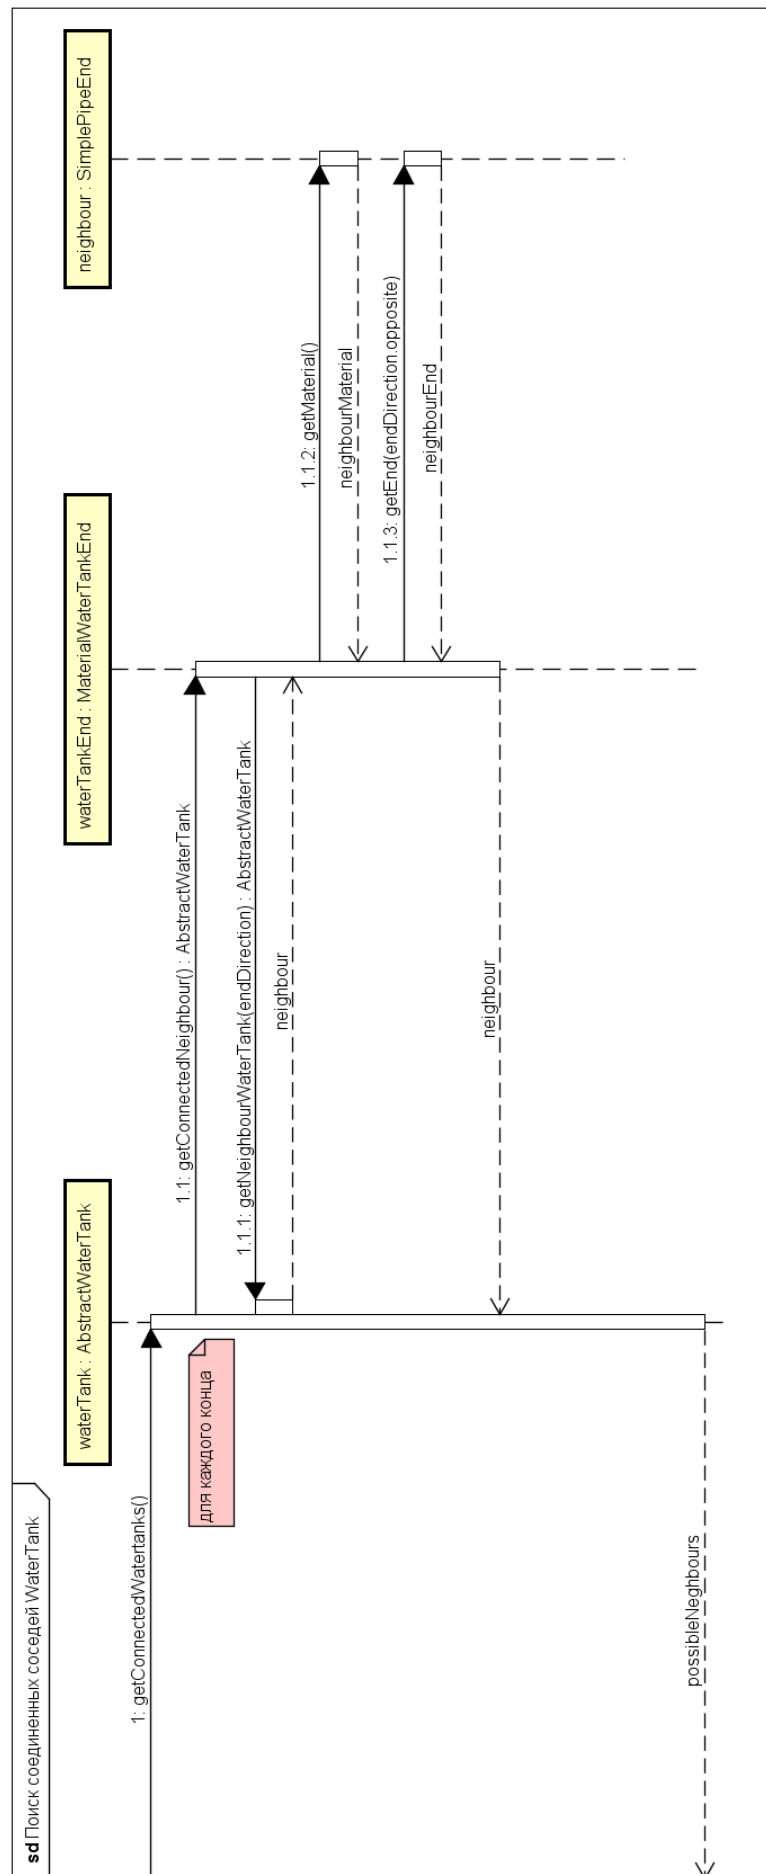 sd Поиск соединенных соседей WaterTank
waterTank : AbstractWaterTank
waterTankEnd : MaterialWaterTankEnd
neighbour : SimplePipeEnd
1: getConnectedWatertanks()
1.1: getConnectedNeighbour() : AbstractWaterTank
для каждого конца
1.1.1: getNeighbourWaterTank(endDirection) : AbstractWaterTank
neighbour
1.1.2: getMaterial()
neighbourMaterial
1.1.3: getEnd(endDirection.opposite)
neighbourEnd
neighbour
possibleNeghbours